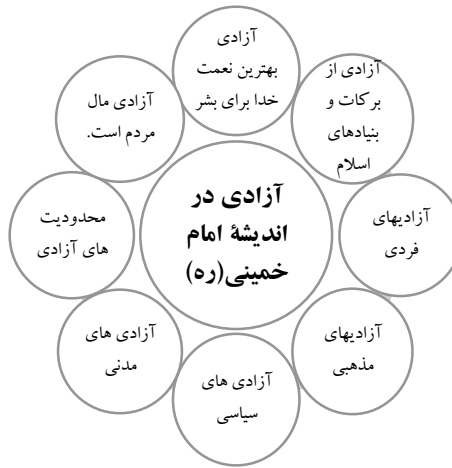 آزادی در
اندیشۀ امام
خمینی(ره)
آزادی
بهترین نعمت
خدا برای بشر
آزادی از
برکات و
بنیادهای
اسلام
آزادیهای
فردی
آزادیهای
مذهبی
آزادی های
سیاسی
آزادی های
مدنی
محدودیت
های آزادی
آزادی مال
مردم است.